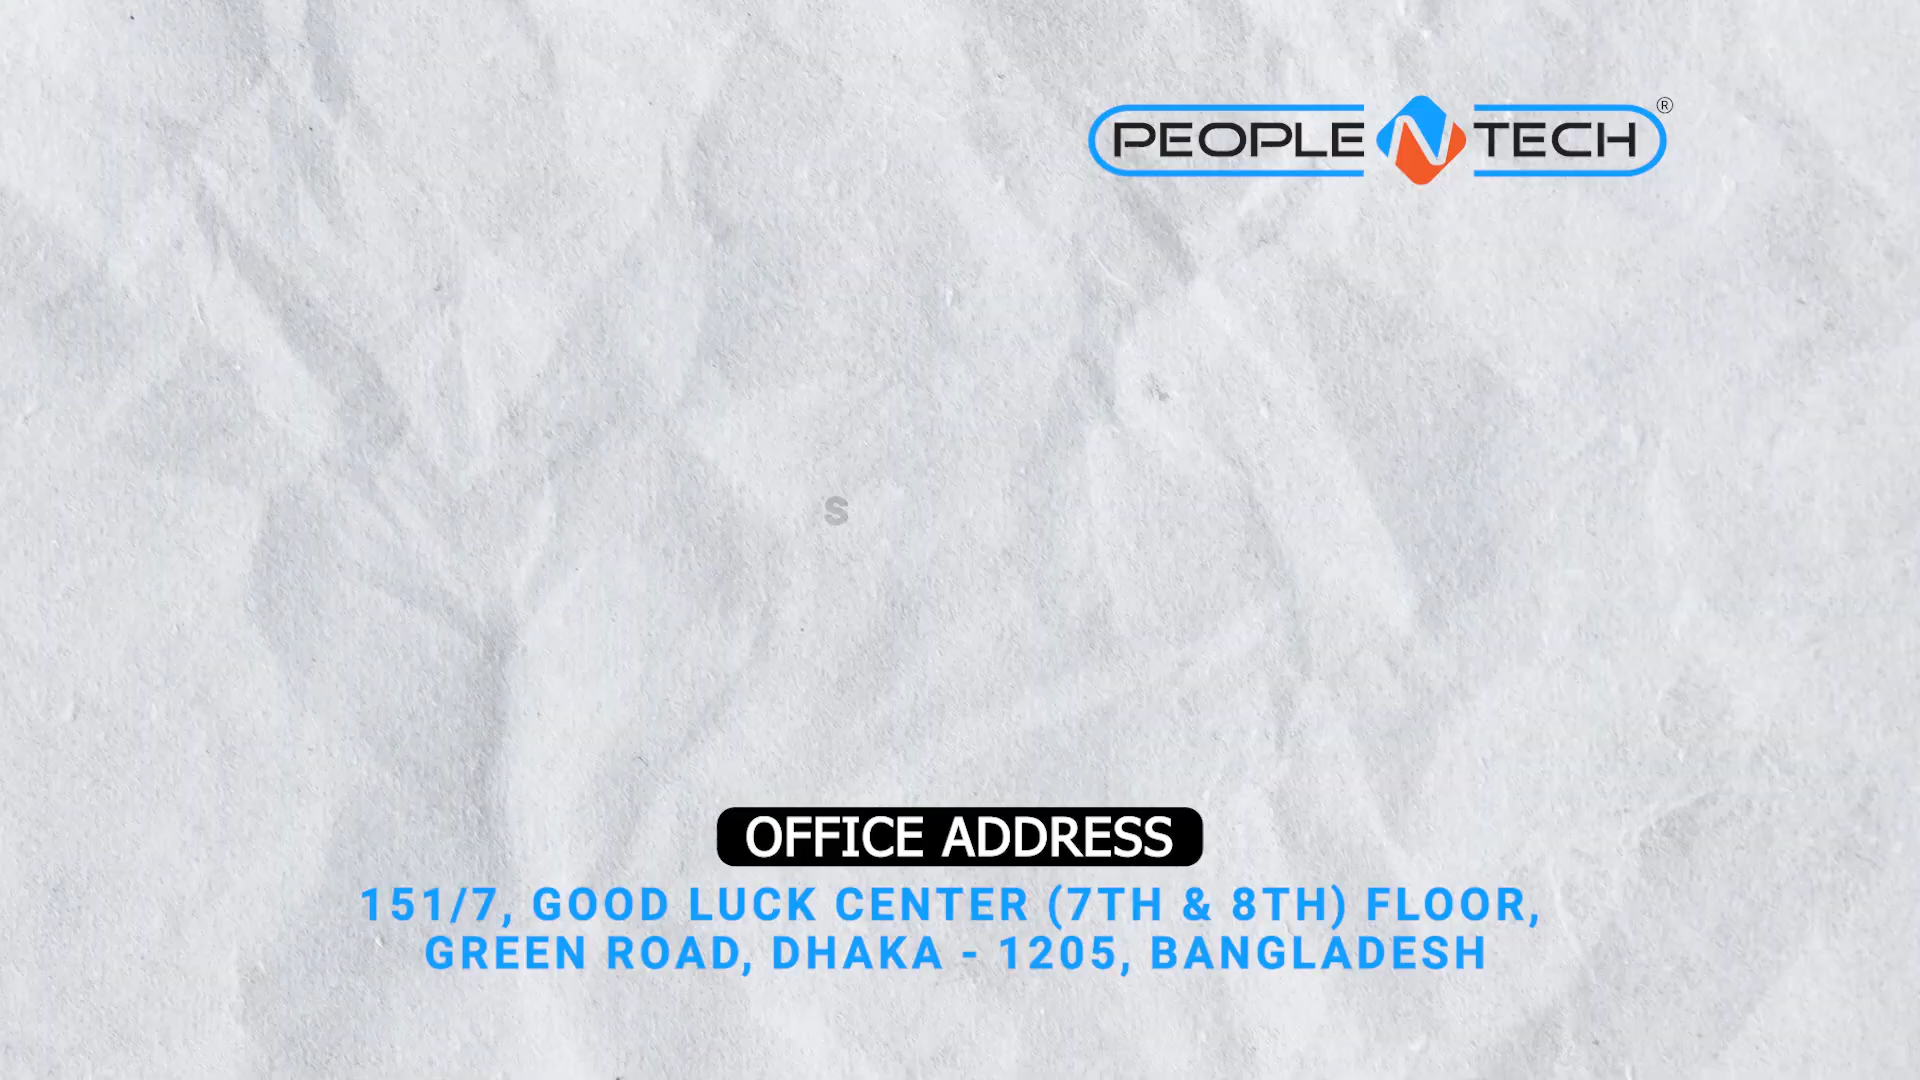 PEOPLE N TECH ®
s
OFFICE ADDRESS
151/7, GOOD LUCK CENTER (7TH & 8TH) FLOOR,
GREEN ROAD, DHAKA - 1205, BANGLADESH